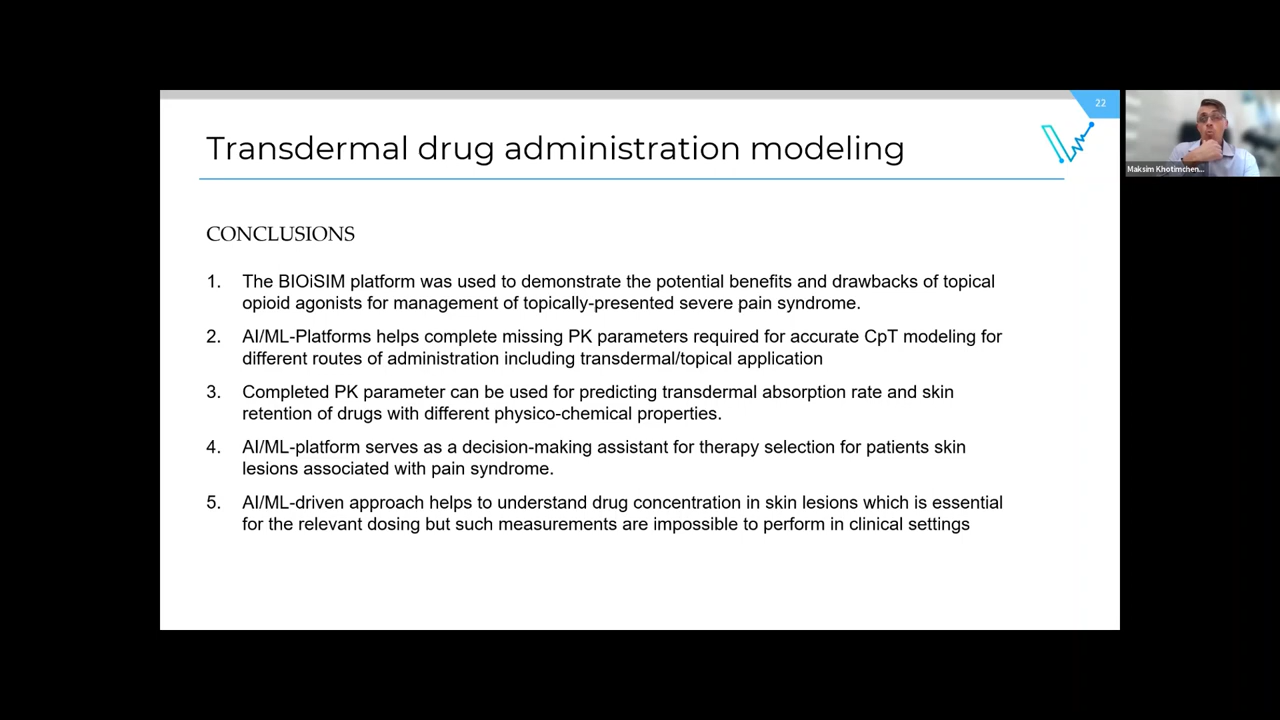 22
Transdermal drug administration modeling
Maksim Khotimchen...
CONCLUSIONS
1. The BIOiSIM platform was used to demonstrate the potential benefits and drawbacks of topical
opioid agonists for management of topically-presented severe pain syndrome.
2. AI/ML-Platforms helps complete missing PK parameters required for accurate CpT modeling for
different routes of administration including transdermal/topical application
3. Completed PK parameter can be used for predicting transdermal absorption rate and skin
retention of drugs with different physico-chemical properties.
4. AI/ML-platform serves as a decision-making assistant for therapy selection for patients skin
lesions associated with pain syndrome.
5. AI/ML-driven approach helps to understand drug concentration in skin lesions which is essential
for the relevant dosing but such measurements are impossible to perform in clinical settings